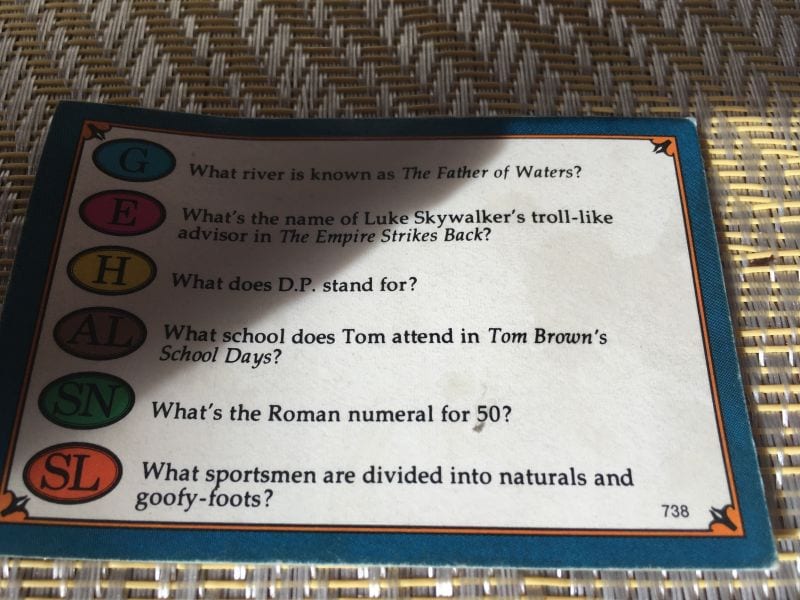 G What river is known as The Father of Waters?
E What's the name of Luke Skywalker's troll-like
advisor in The Empire Strikes Back?
H What does D.P. stand for?
AL What school does Tom attend in Tom Brown's
School Days?
SN What's the Roman numeral for 50?
SL What sportsmen are divided into naturals and
goofy-foots?
738